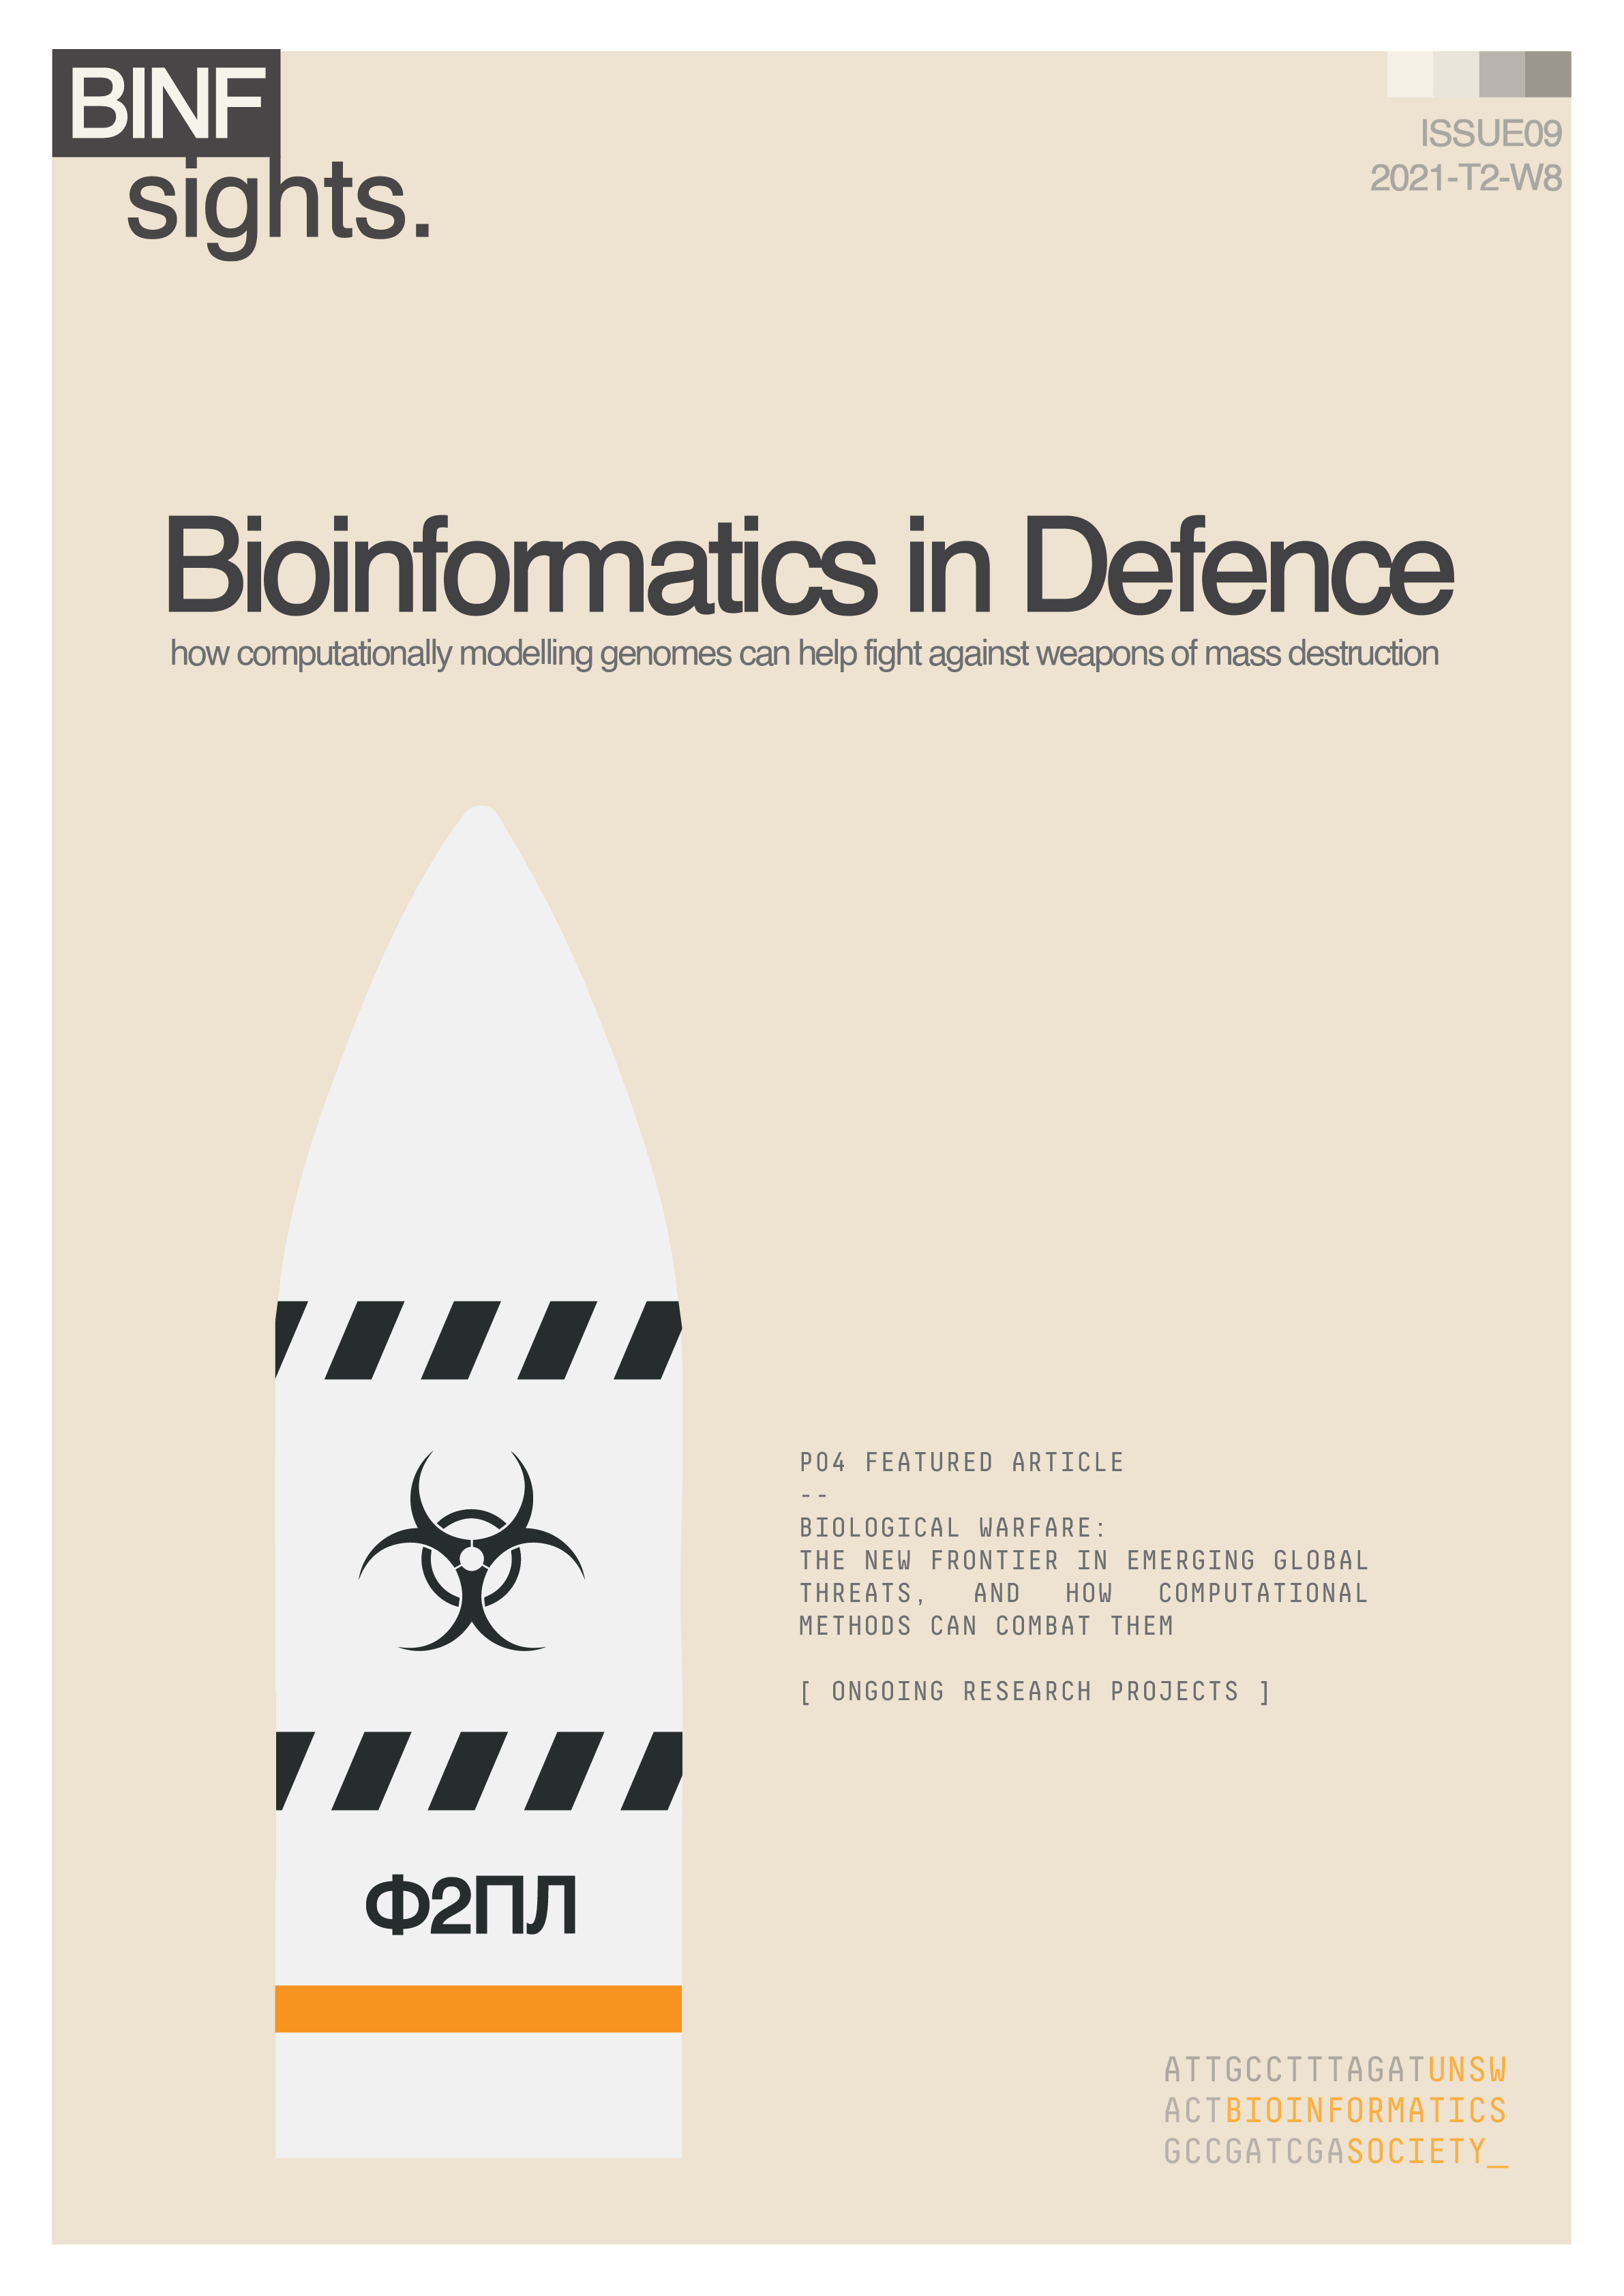 BINF
sights.
ISSUE09
2021-T2-W8
Bioinformatics in Defence
how computationally modelling genomes can help fight against weapons of mass destruction
P04 FEATURED ARTICLE
--
BIOLOGICAL WARFARE:
THE NEW FRONTIER IN EMERGING GLOBAL
THREATS, AND HOW COMPUTATIONAL
METHODS CAN COMBAT THEM
[ ONGOING RESEARCH PROJECTS ]
Ф2ПЛ
ATTGCCTTTAGATUNSW
ACTBIOINFORMATICS
GCCGATCGASOCIETY_